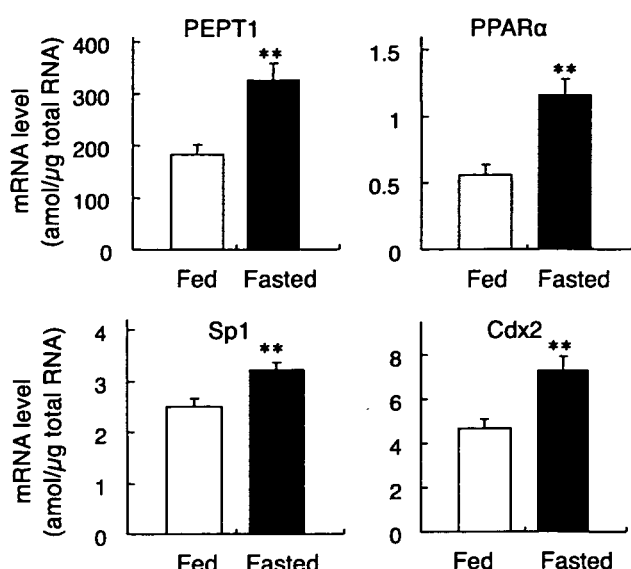 PEPT1
mRNA level
(amol/µg total RNA)
400
300
200
100
0
**
Fed Fasted
PPARα
1.5
1
0.5
0
**
Fed Fasted
Sp1
mRNA level
(amol/µg total RNA)
4
3
2
1
0
**
Fed Fasted
Cdx2
8
6
4
2
0
**
Fed Fasted